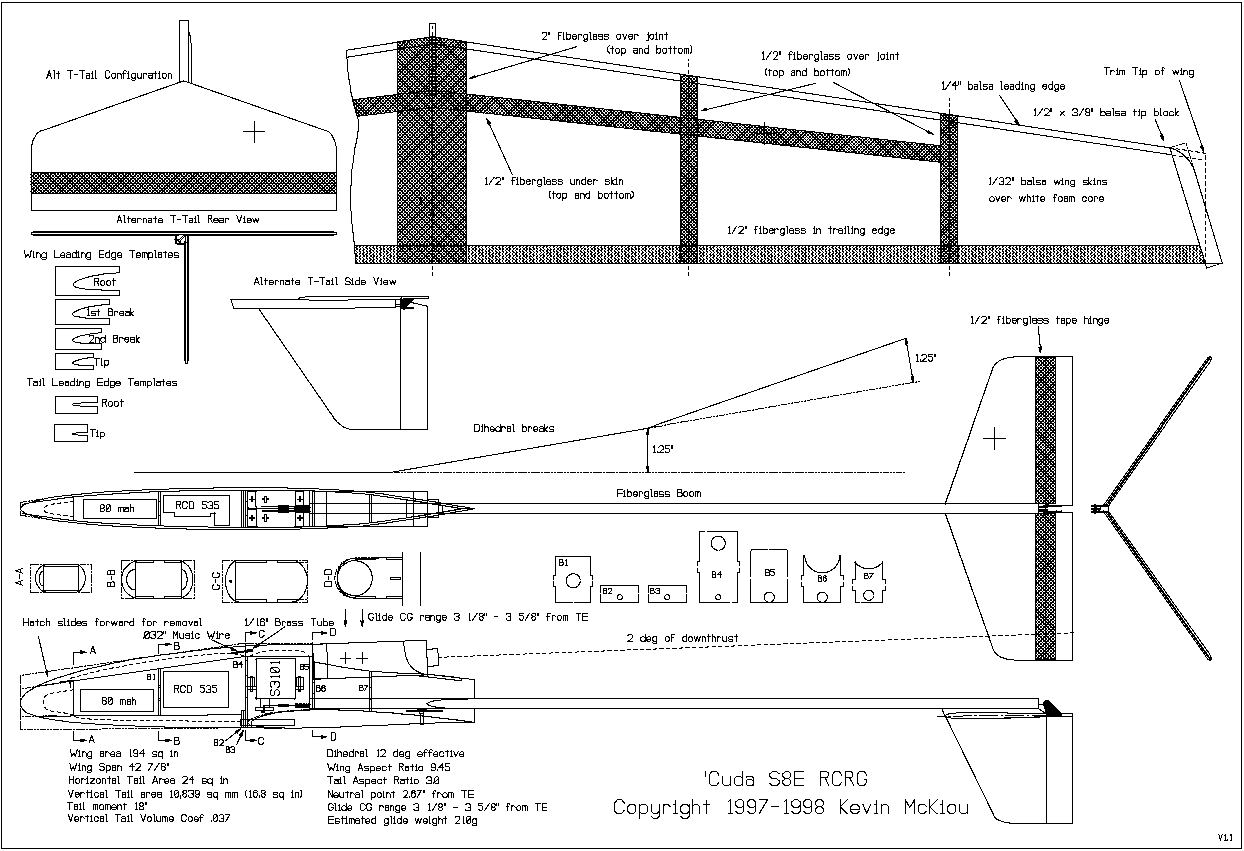 Alt T-Tail Configuration
2" fiberglass over joint
(top and bottom)
1/2" fiberglass over joint
(top and bottom)
1/4" balsa leading edge
Trim Tip of wing
1/2" x 3/8" balsa tip block
1/2" fiberglass under skin
(top and bottom)
1/32" balsa wing skins
over white foam core
1/2" fiberglass in trailing edge
Alternate T-Tail Rear View
Wing Leading Edge Templates
Root
1st Break
2nd Break
Tip
Tail Leading Edge Templates
Root
Tip
Alternate T-Tail Side View
1/2" fiberglass tape hinge
1.25"
Dihedral breaks
1.25"
80 mah
RCD 535
Fiberglass Boom
A-A
B-B
C-C
D-D
B1
B2
B3
B4
B5
B6
B7
Glide CG range 3 1/8" - 3 5/8" from TE
Hatch slides forward for removal
.032" Music Wire
1/16" Brass Tube
2 deg of downthrust
A
B
C
D
B1
B4
B5
B6
B7
60 mah
RCD 535
S3101
A
B
B2
B3
C
D
Wing area 194 sq in
Wing Span 42 7/8"
Horizontal Tail Area 24 sq in
Vertical Tail area 10,839 sq mm (16.8 sq in)
Tail moment 18"
Vertical Tail Volume Coef .037
Dihedral 12 deg effective
Wing Aspect Ratio 9.45
Tail Aspect Ratio 3.0
Neutral point 2.67" from TE
Glide CG range 3 1/8" - 3 5/8" from TE
Estimated glide weight 210g
'Cuda S8E RCRG
Copyright 1997-1998 Kevin McKiou
V1.1